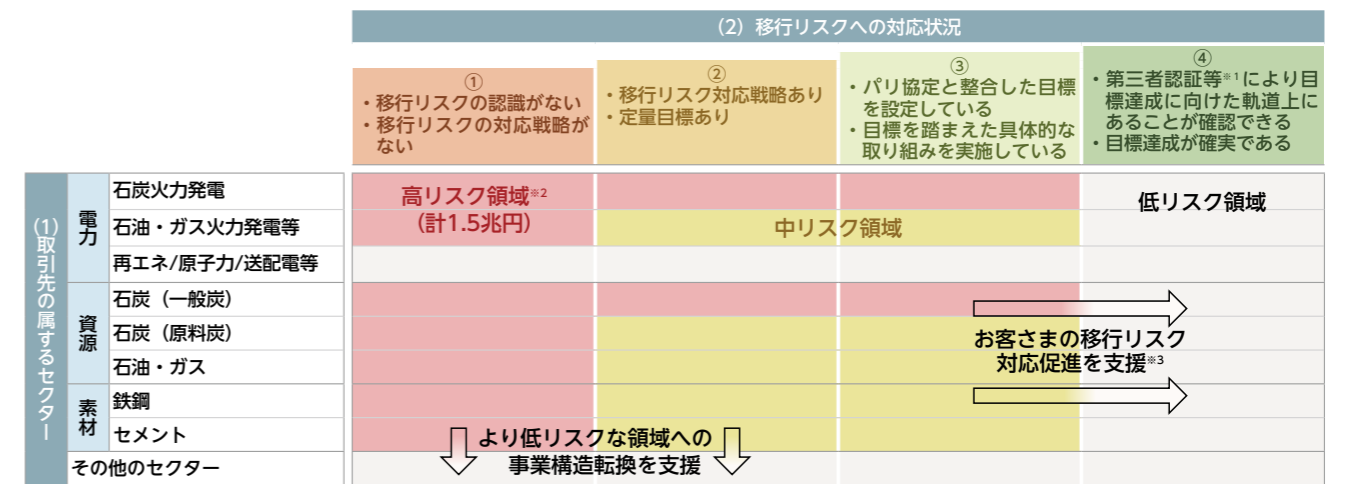 (2) 移行リスクへの対応状況
①
・移行リスクの認識がない
・移行リスクの対応戦略が
ない
②
・移行リスク対応戦略あり
・定量目標あり
③
・パリ協定と整合した目標
を設定している
・目標を踏まえた具体的な
取り組みを実施している
④
・第三者認証等※1により目
標達成に向けた軌道上に
あることが確認できる
・目標達成が確実である
(1)取引先の属するセクター
電力
石炭火力発電
石油・ガス火力発電等
再エネ/原子力/送配電等
資源
石炭（一般炭）
石炭（原料炭）
石油・ガス
素材
鉄鋼
セメント
その他のセクター
高リスク領域※2
（計1.5兆円）
中リスク領域
低リスク領域
お客さまの移行リスク
対応促進を支援※3
より低リスクな領域への
事業構造転換を支援